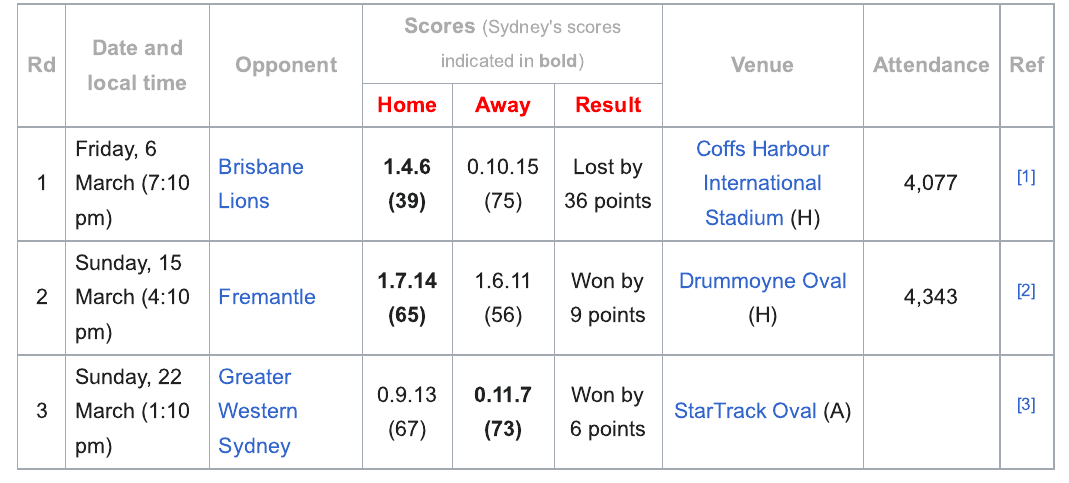 Rd
Date and
local time
Opponent
Scores (Sydney's scores
indicated in bold)
Home
Away
Result
Venue
Attendance
Ref
1
Friday, 6
March (7:10
pm)
Brisbane
Lions
1.4.6
(39)
0.10.15
(75)
Lost by
36 points
Coffs Harbour
International
Stadium (H)
4,077
[1]
2
Sunday, 15
March (4:10
pm)
Fremantle
1.7.14
(65)
1.6.11
(56)
Won by
9 points
Drummoyne Oval
(H)
4,343
[2]
3
Sunday, 22
March (1:10
pm)
Greater
Western
Sydney
0.9.13
(67)
0.11.7
(73)
Won by
6 points
StarTrack Oval (A)
[3]